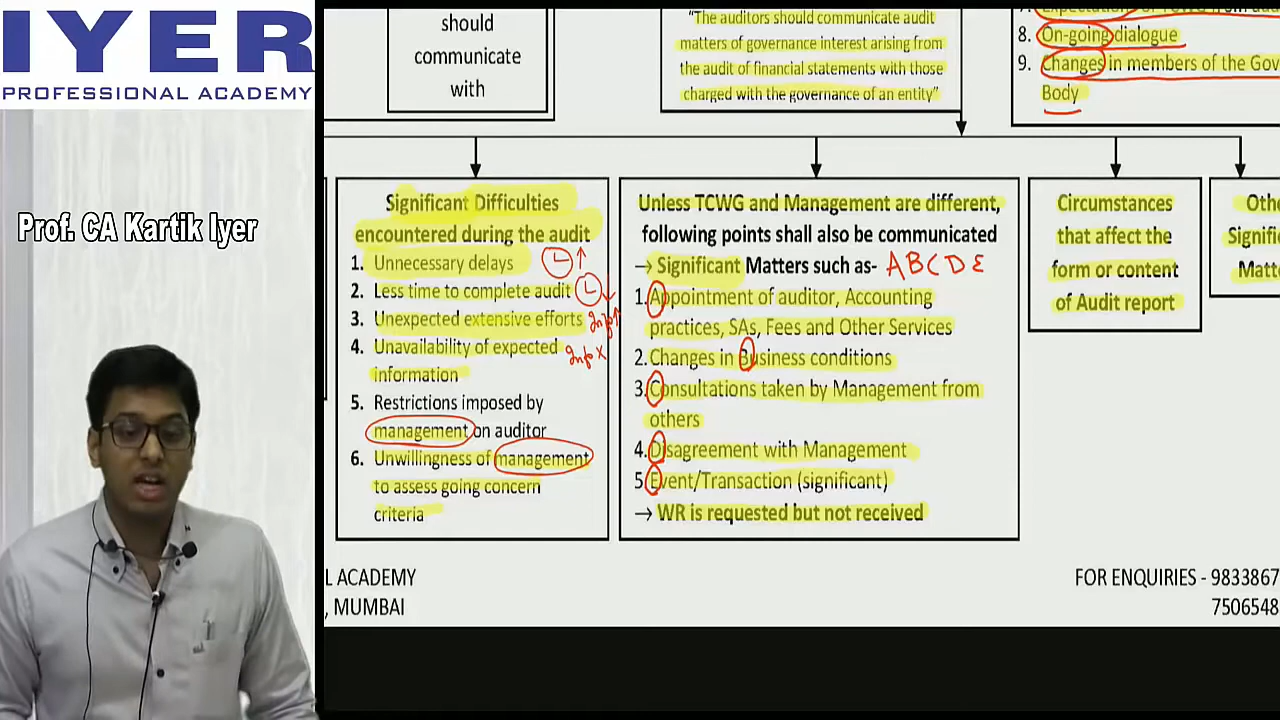 IYER
PROFESSIONAL ACADEMY
Prof. CA Kartik Iyer
should
communicate
with
"The auditors should communicate audit
matters of governance interest arising from
the audit of financial statements with those
charged with the governance of an entity"
8. On-going dialogue
9. Changes in members of the Gov
Body
Significant Difficulties
encountered during the audit
1. Unnecessary delays
2. Less time to complete audit
3. Unexpected extensive efforts Info↑
4. Unavailability of expected Info X
information
5. Restrictions imposed by
management on auditor
6. Unwillingness of management
to assess going concern
criteria
Unless TCWG and Management are different,
following points shall also be communicated
→ Significant Matters such as- A B C D E
1. Appointment of auditor, Accounting
practices, SAs, Fees and Other Services
2. Changes in Business conditions
3. Consultations taken by Management from
others
4. Disagreement with Management
5 Event/Transaction (significant)
→ WR is requested but not received
Circumstances
that affect the
form or content
of Audit report
Othe
Signific
Matte
L ACADEMY
, MUMBAI
FOR ENQUIRIES - 9833867
7506548